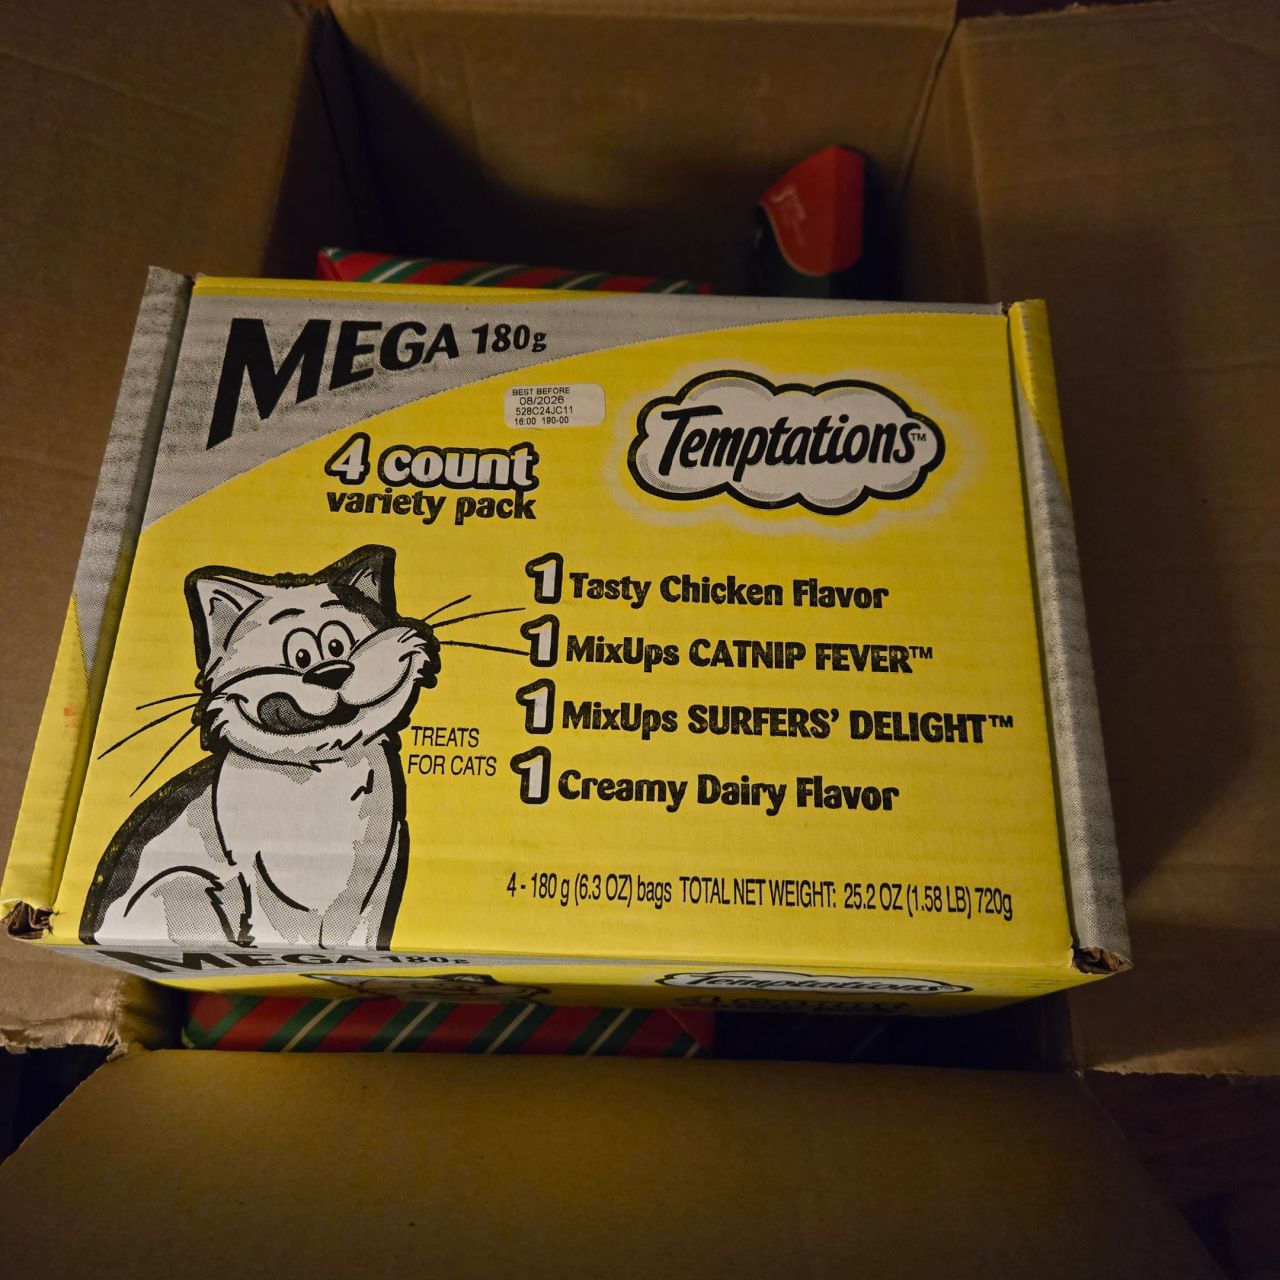 MEGA 180g
BEST BEFORE
08/2026
528C24JC11
16:00 190-00
Temptations™
4 count
variety pack
1 Tasty Chicken Flavor
1 MixUps CATNIP FEVER™
1 MixUps SURFERS' DELIGHT™
1 Creamy Dairy Flavor
TREATS
FOR CATS
4 - 180 g (6.3 OZ) bags TOTAL NET WEIGHT: 25.2 OZ (1.58 LB) 720g
MEGA 180g
Temptations